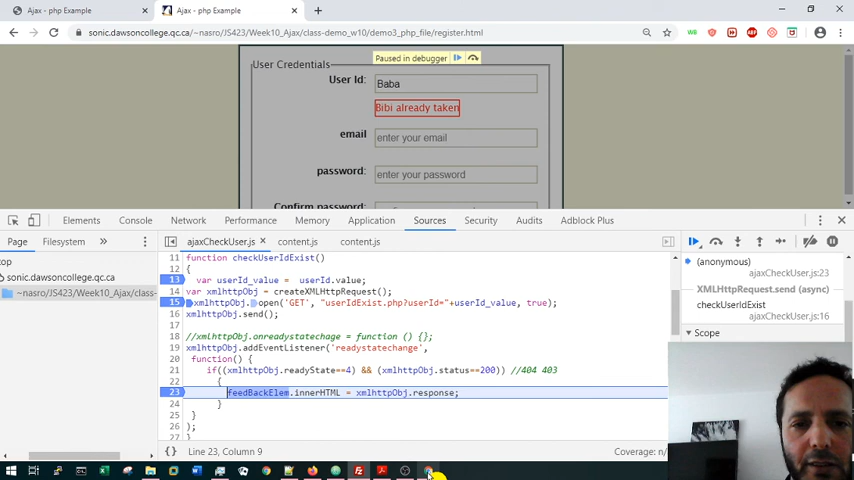 Ajax - php Example
Ajax - php Example
sonic.dawsoncollege.qc.ca/~nasro/JS423/Week10_Ajax/class-demo_w10/demo3_php_file/register.html
Paused in debugger
User Credentials
User Id:
Baba
Bibi already taken
email
enter your email
password:
enter your password
Confirm password:
Elements
Console
Network
Performance
Memory
Application
Sources
Security
Audits
Adblock Plus
Page
Filesystem
ajaxCheckUser.js
content.js
content.js
top
sonic.dawsoncollege.qc.ca
~nasro/JS423/Week10_Ajax/class-
11 function checkUserIdExist()
12 {
13 var userId_value = userId.value;
14 var xmlhttpObj = createXMLHttpRequest();
15 xmlhttpObj.open('GET', "userIdExist.php?userId="+userId_value, true);
16 xmlhttpObj.send();
17
18 //xmlhttpObj.onreadystatechage = function () {};
19 xmlhttpObj.addEventListener('readystatechange',
20 function() {
21 if((xmlhttpObj.readyState==4) && (xmlhttpObj.status==200)) //404 403
22 {
23 feedBackElem.innerHTML = xmlhttpObj.response;
24 }
25 }
26 );
27 }
{} Line 23, Column 9
Coverage: n/
(anonymous)
ajaxCheckUser.js:23
XMLHttpRequest.send (async)
checkUserIdExist
ajaxCheckUser.js:16
Scope